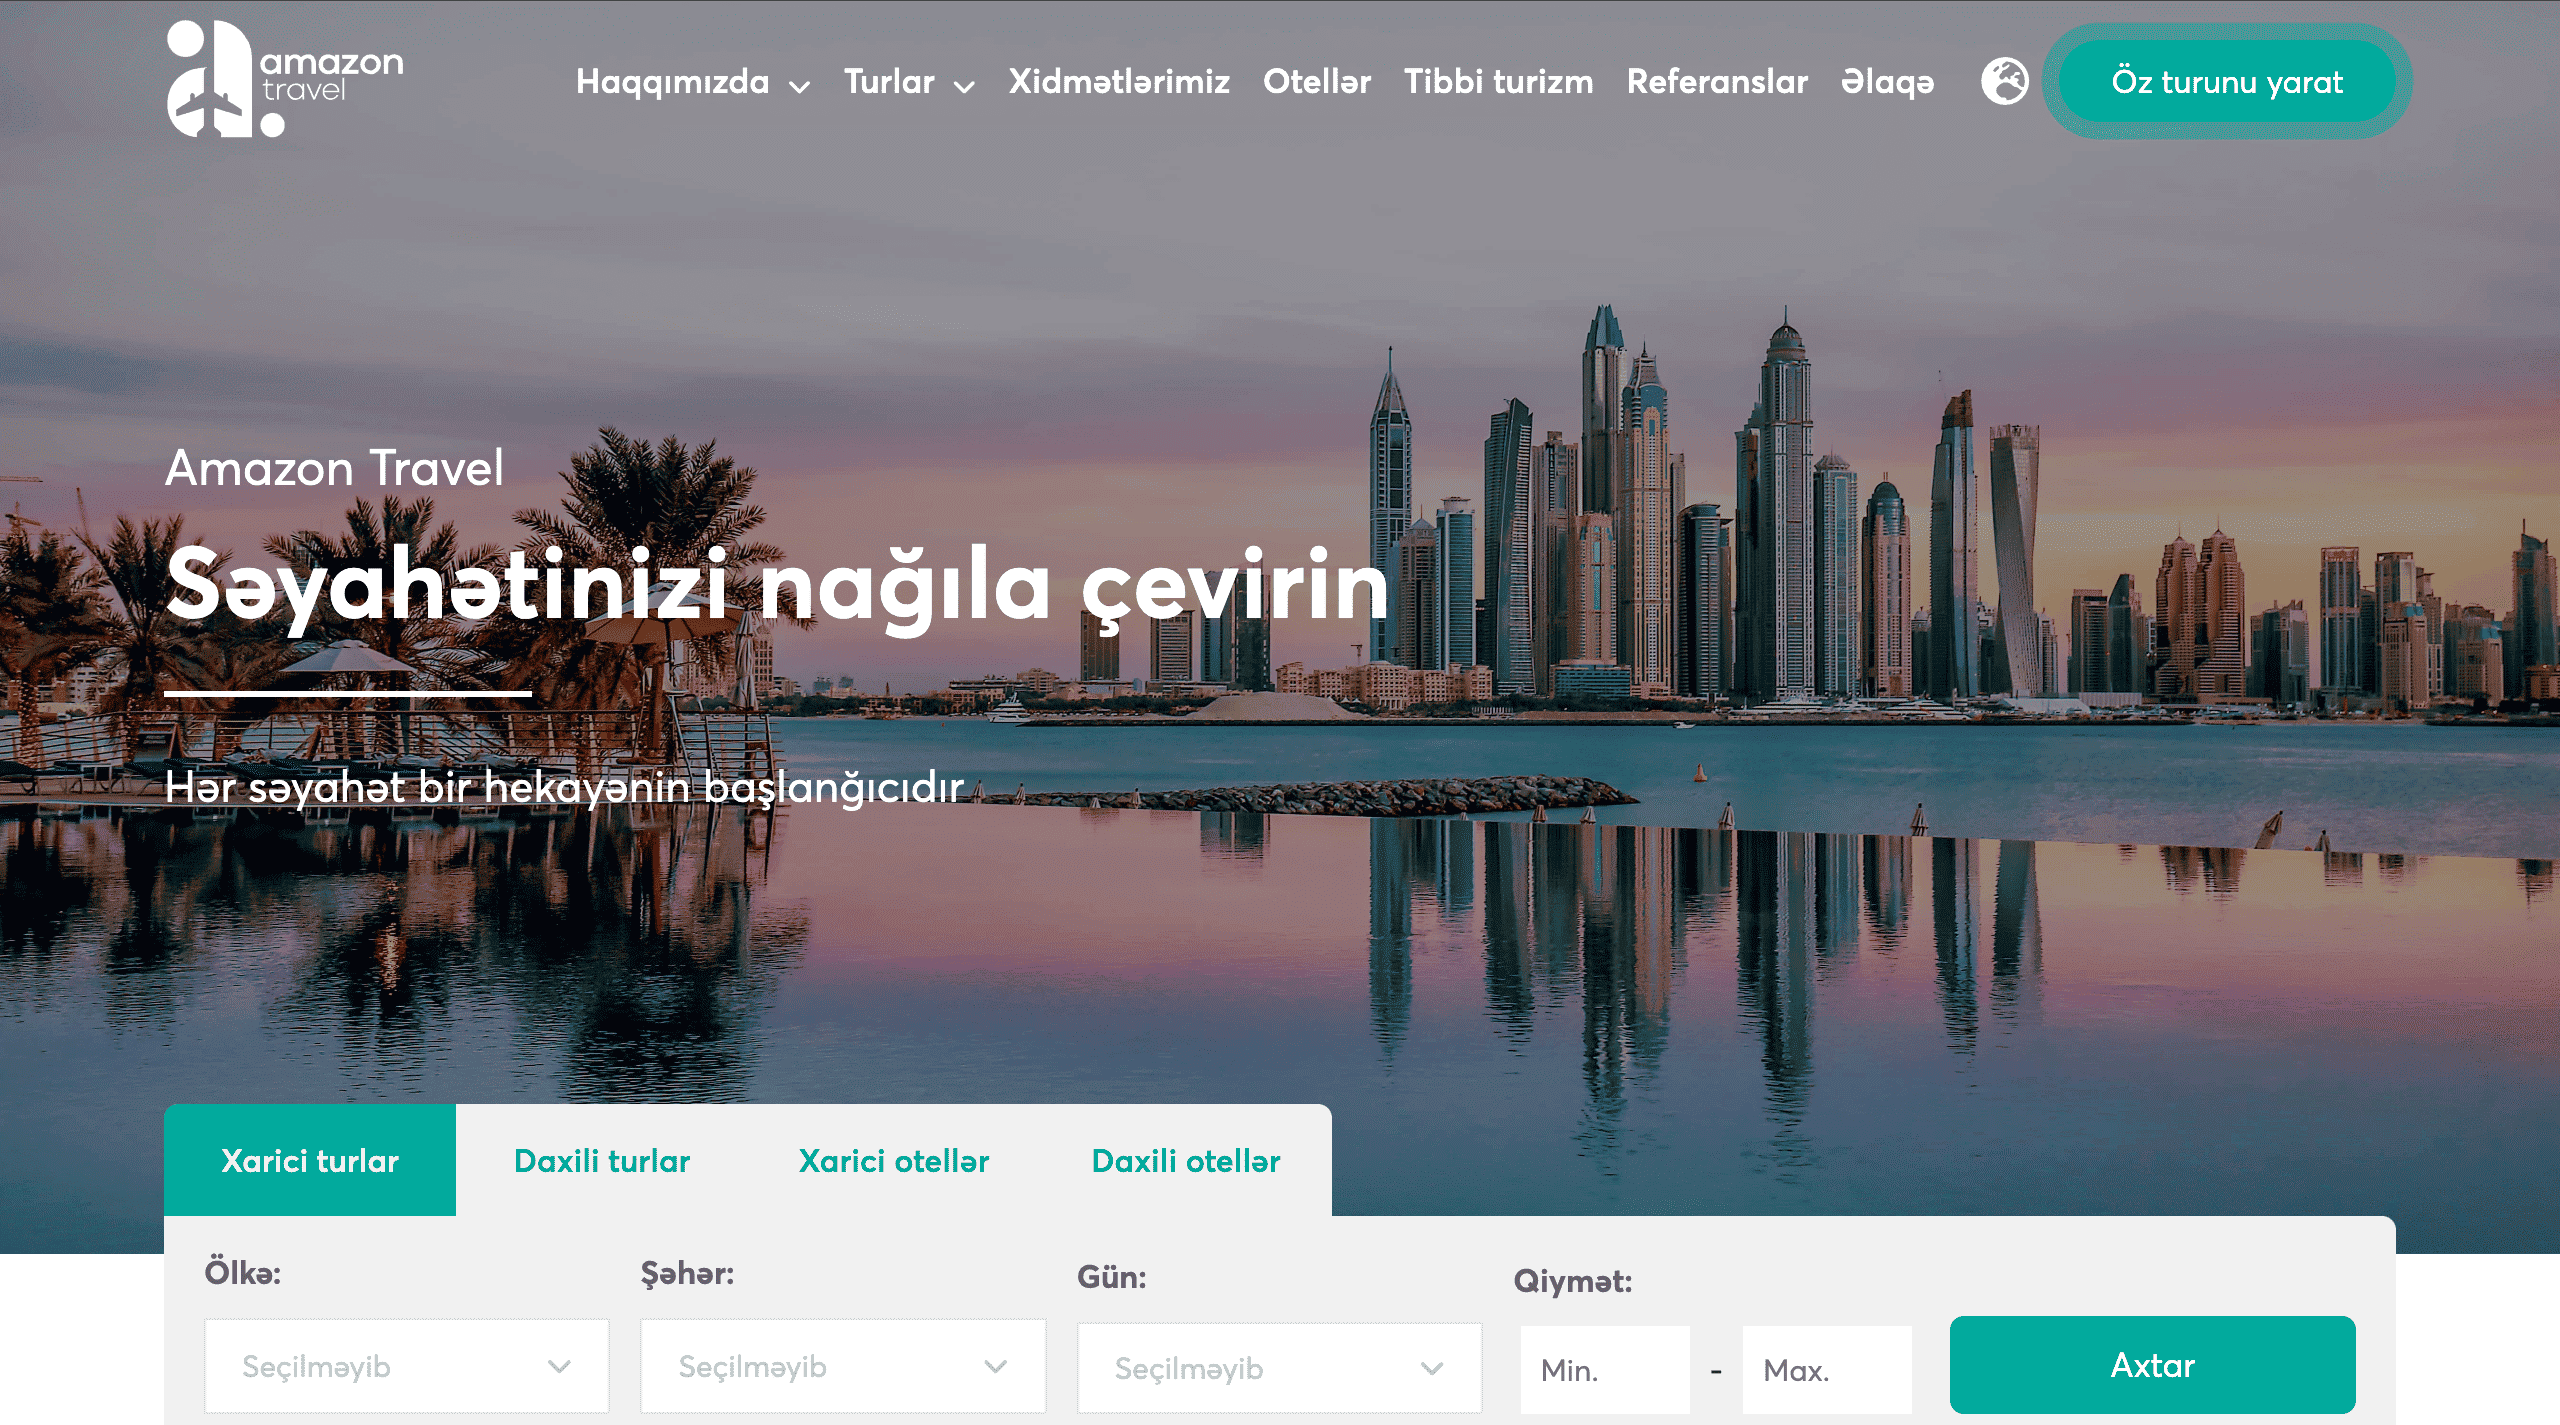 amazon
travel
Haqqımızda
Turlar
Xidmətlərimiz
Otellər
Tibbi turizm
Referanslar
Əlaqə
Öz turunu yarat
Amazon Travel
Səyahətinizi nağıla çevirin
Hər səyahət bir hekayənin başlanğıcıdır
Xarici turlar
Daxili turlar
Xarici otellər
Daxili otellər
Ölkə:
Şəhər:
Gün:
Qiymət:
Seçilməyib
Seçilməyib
Seçilməyib
Min.
-
Max.
Axtar